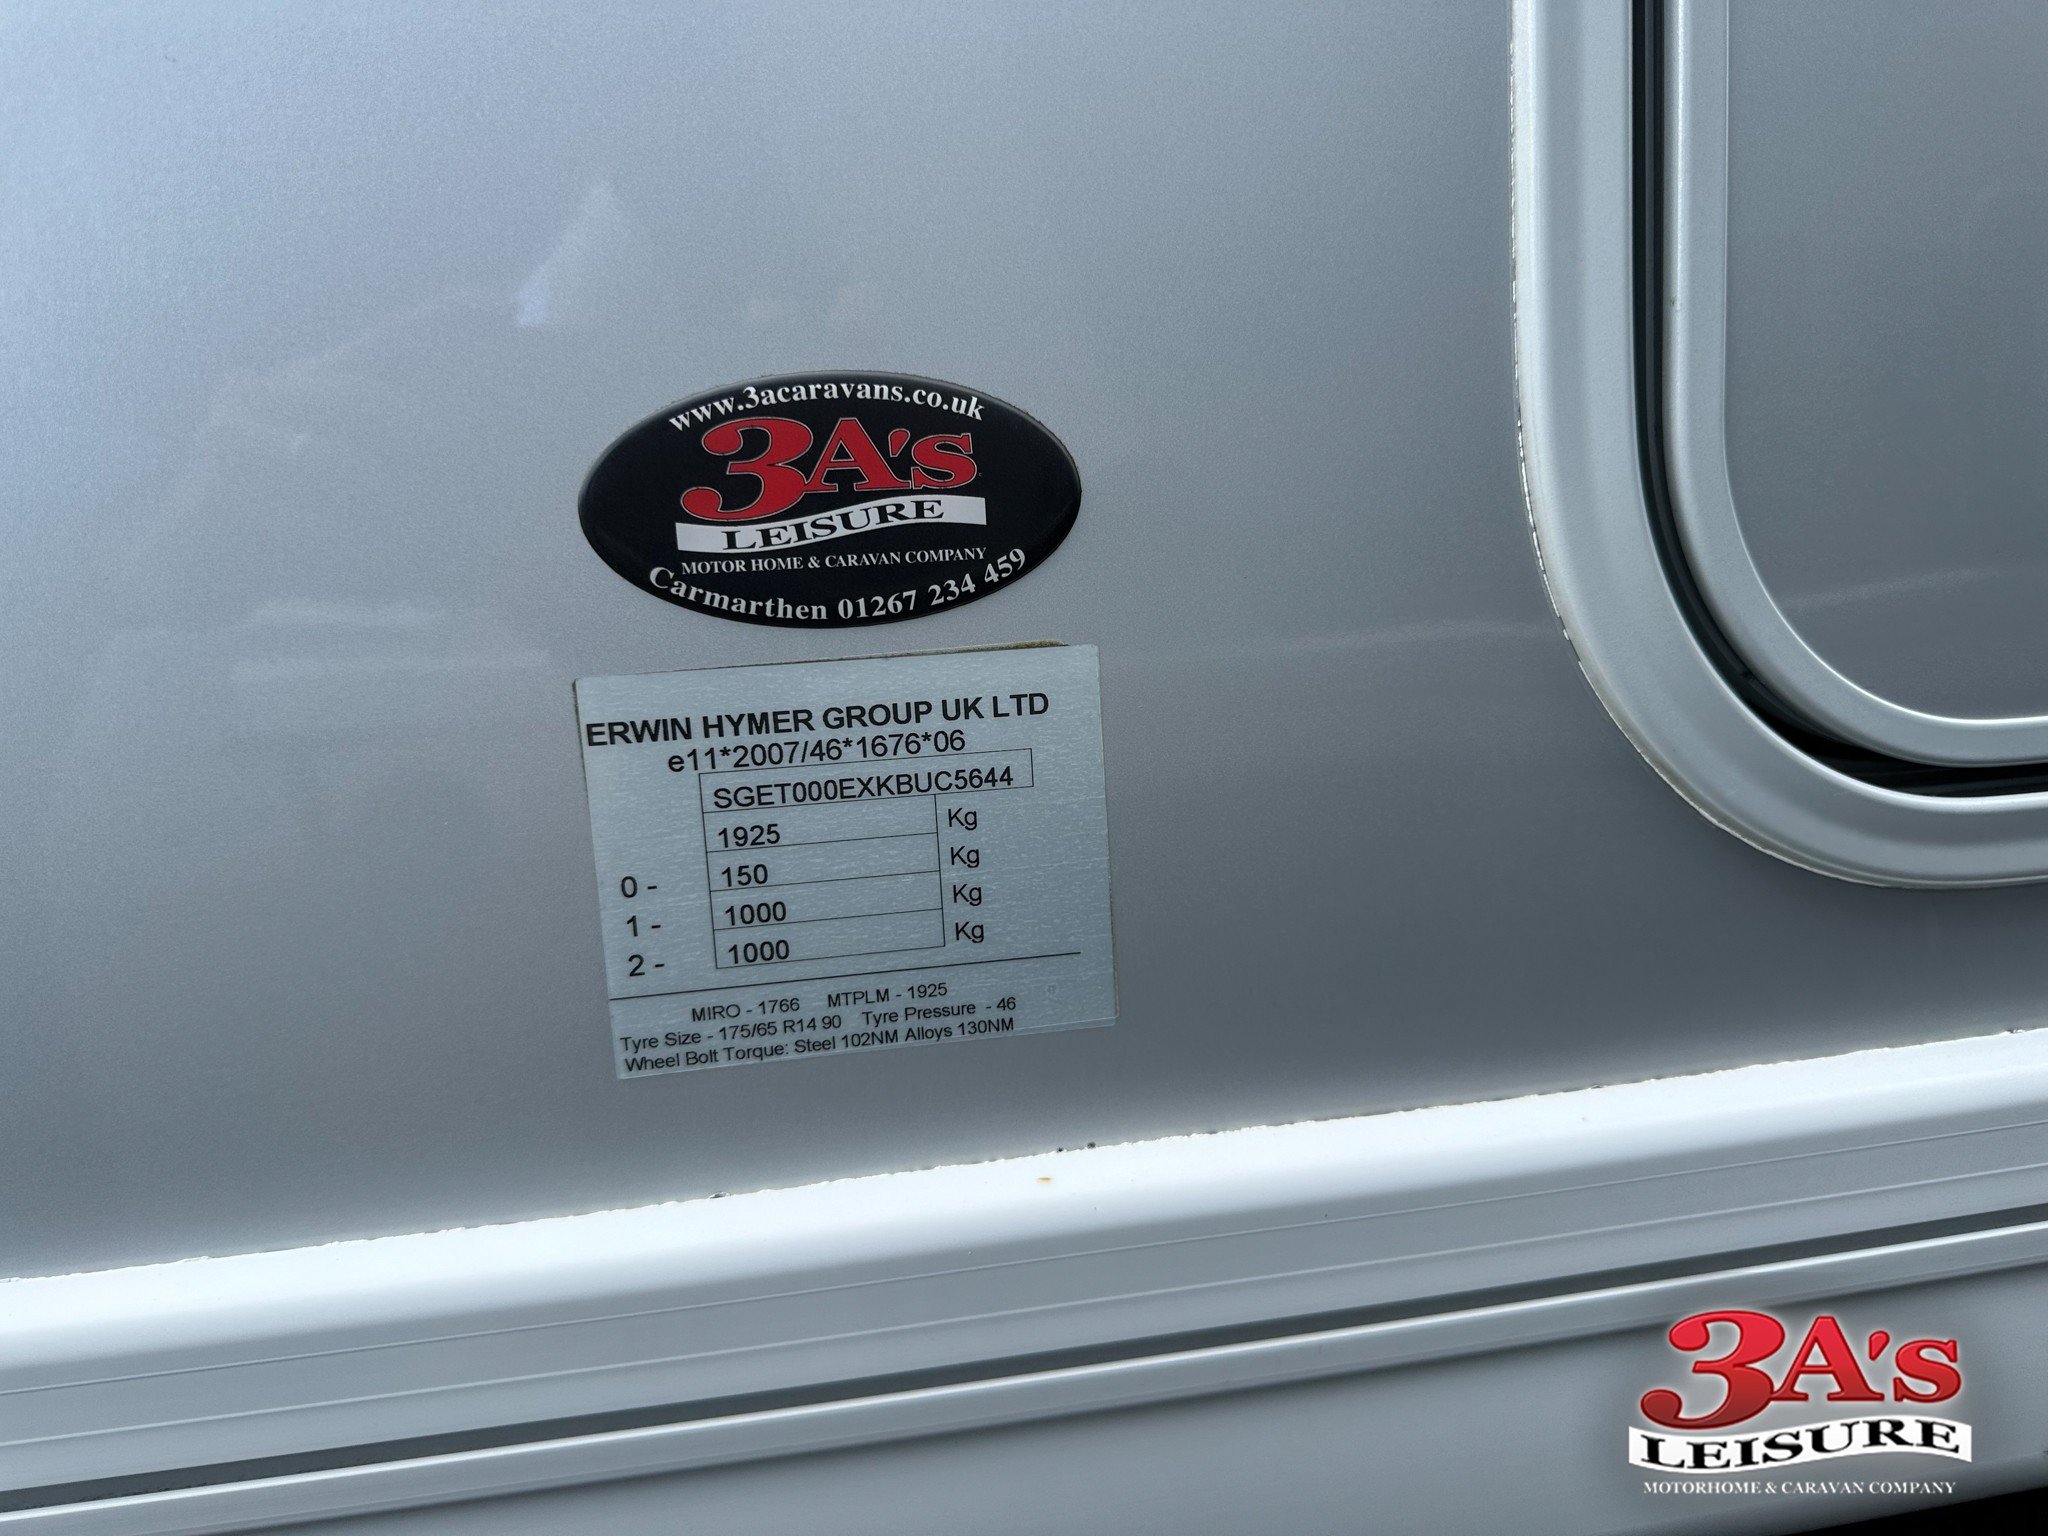 www.3acaravans.co.uk
3A's
LEISURE
MOTOR HOME & CARAVAN COMPANY
Carmarthen 01267 234 459
ERWIN HYMER GROUP UK LTD
e11*2007/46*1676*06
SGET000EXKBUC5644
1925 Kg
0 - 150 Kg
1 - 1000 Kg
2 - 1000 Kg
MIRO - 1766 MTPLM - 1925
Tyre Size - 175/65 R14 90 Tyre Pressure - 46
Wheel Bolt Torque: Steel 102NM Alloys 130NM
3A's
LEISURE
MOTORHOME & CARAVAN COMPANY